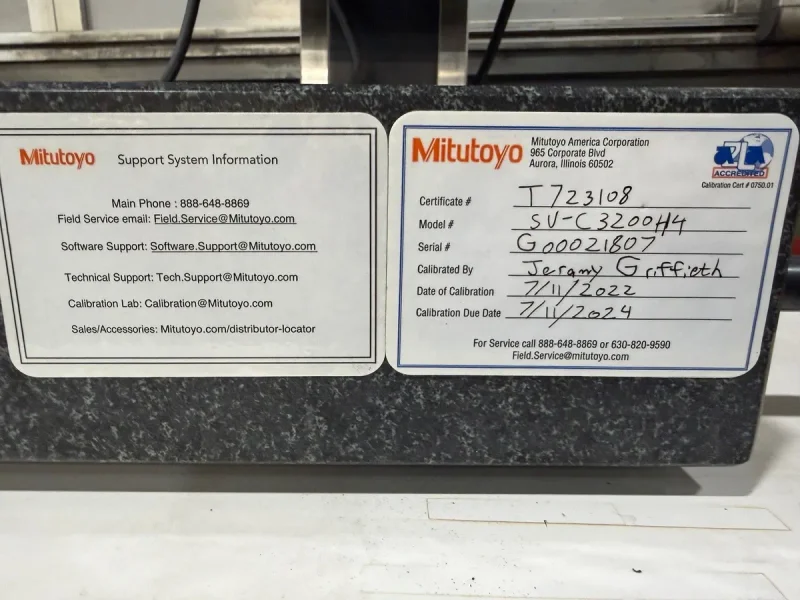 Mitutoyo Support System Information
Main Phone : 888-648-8869
Field Service email: Field.Service@Mitutoyo.com
Software Support: Software.Support@Mitutoyo.com
Technical Support: Tech.Support@Mitutoyo.com
Calibration Lab: Calibration@Mitutoyo.com
Sales/Accessories: Mitutoyo.com/distributor-locator
Mitutoyo
Mitutoyo America Corporation
965 Corporate Blvd
Aurora, Illinois 60502
ACCREDITED
Calibration Cert # 0750.01
Certificate # T723108
Model # SV-C3200H4
Serial # G00021807
Calibrated By Jeramy Griffieth
Date of Calibration 7/11/2022
Calibration Due Date 7/11/2024
For Service call 888-648-8869 or 630-820-9590
Field.Service@mitutoyo.com